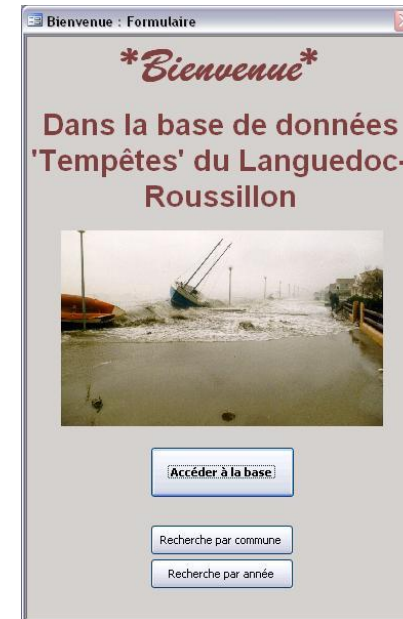 Bienvenue : Formulaire
*Bienvenue*
Dans la base de données
'Tempêtes' du Languedoc-
Roussillon
Accéder à la base
Recherche par commune
Recherche par année